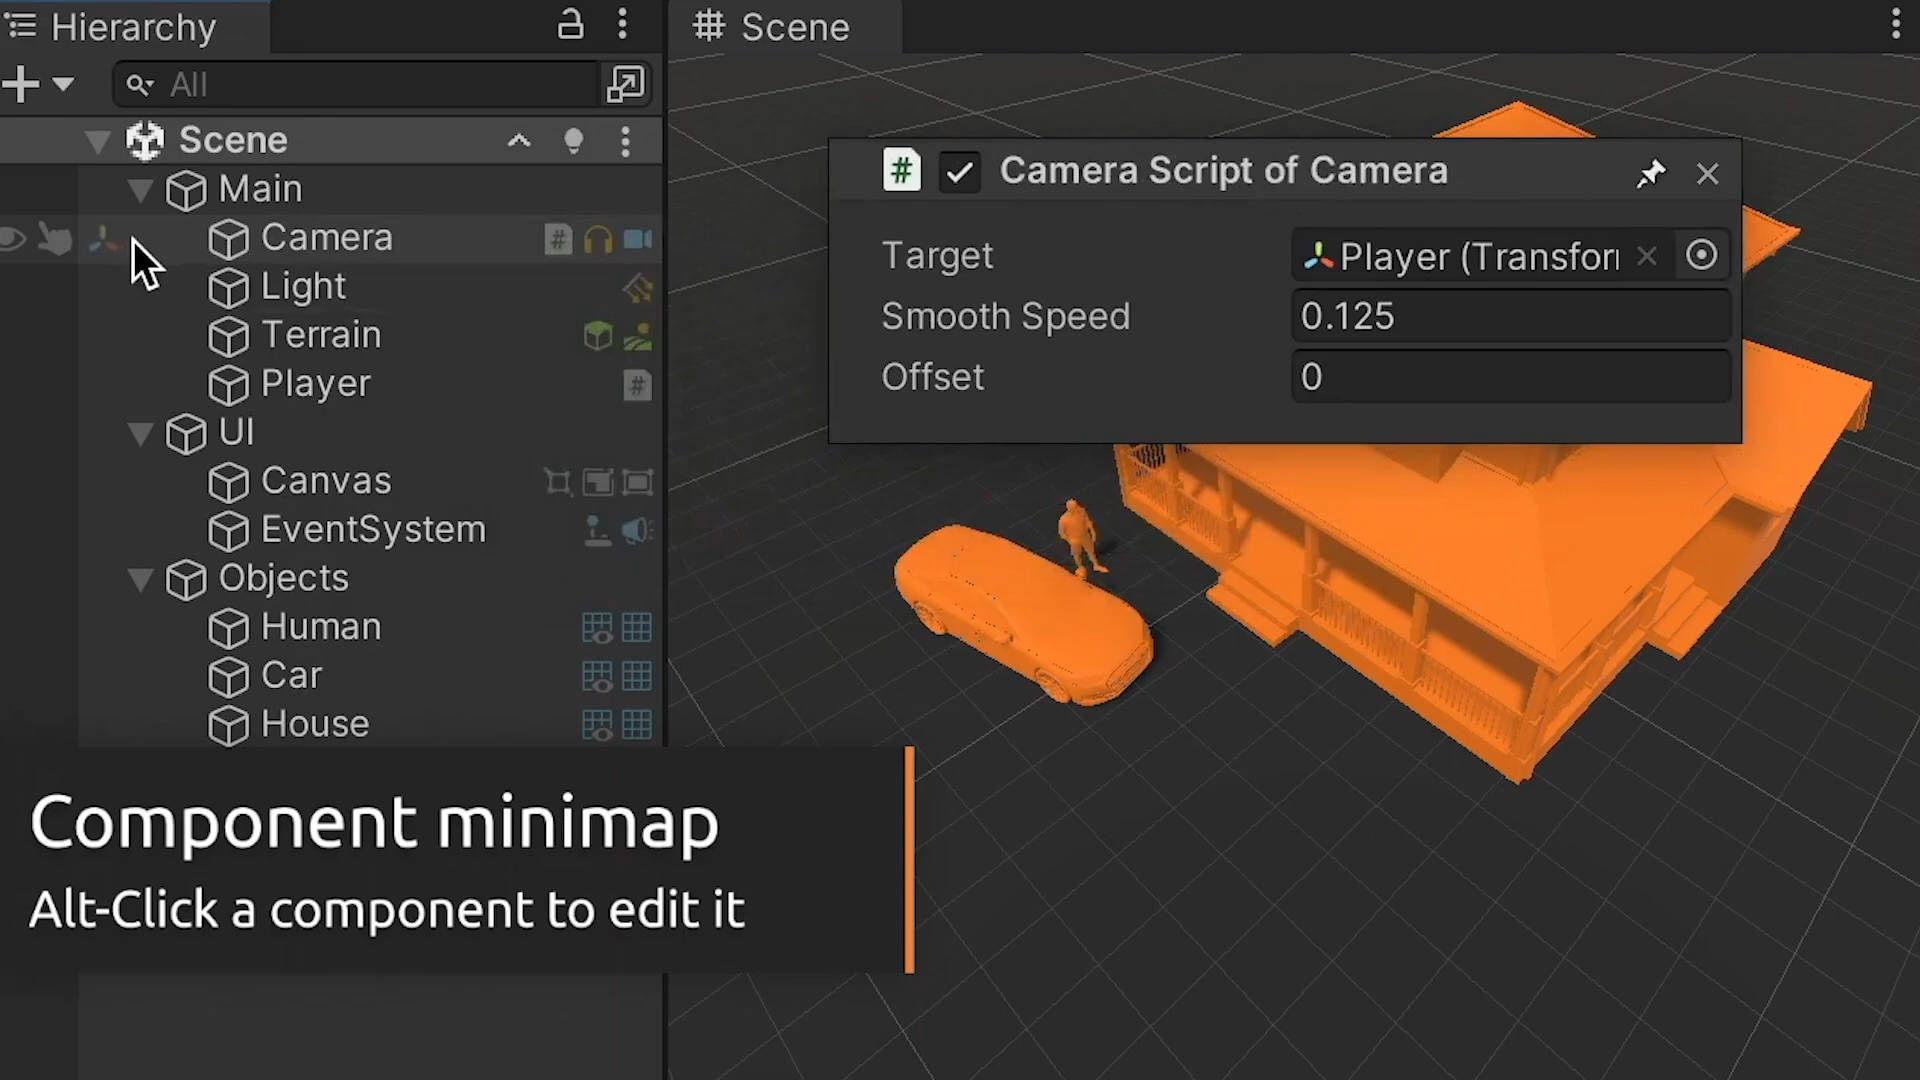 Hierarchy
Scene
All
Scene
Main
Camera
Light
Terrain
Player
UI
Canvas
EventSystem
Objects
Human
Car
House
# Camera Script of Camera
Target Player (Transfor
Smooth Speed 0.125
Offset 0
Component minimap
Alt-Click a component to edit it